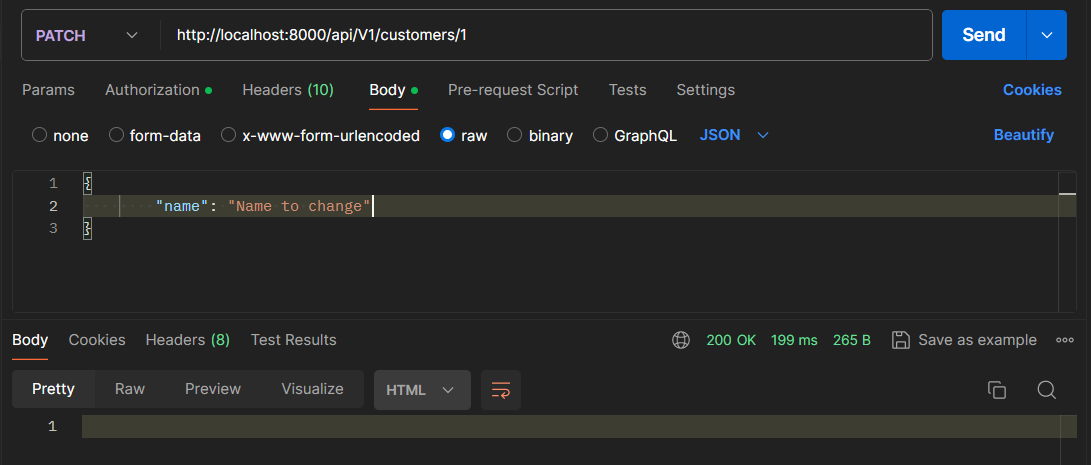 PATCH http://localhost:8000/api/V1/customers/1 Send
Params Authorization Headers (10) Body Pre-request Script Tests Settings Cookies
none form-data x-www-form-urlencoded raw binary GraphQL JSON Beautify
1 {
2 "name": "Name to change"
3 }
Body Cookies Headers (8) Test Results 200 OK 199 ms 265 B Save as example
Pretty Raw Preview Visualize HTML
1